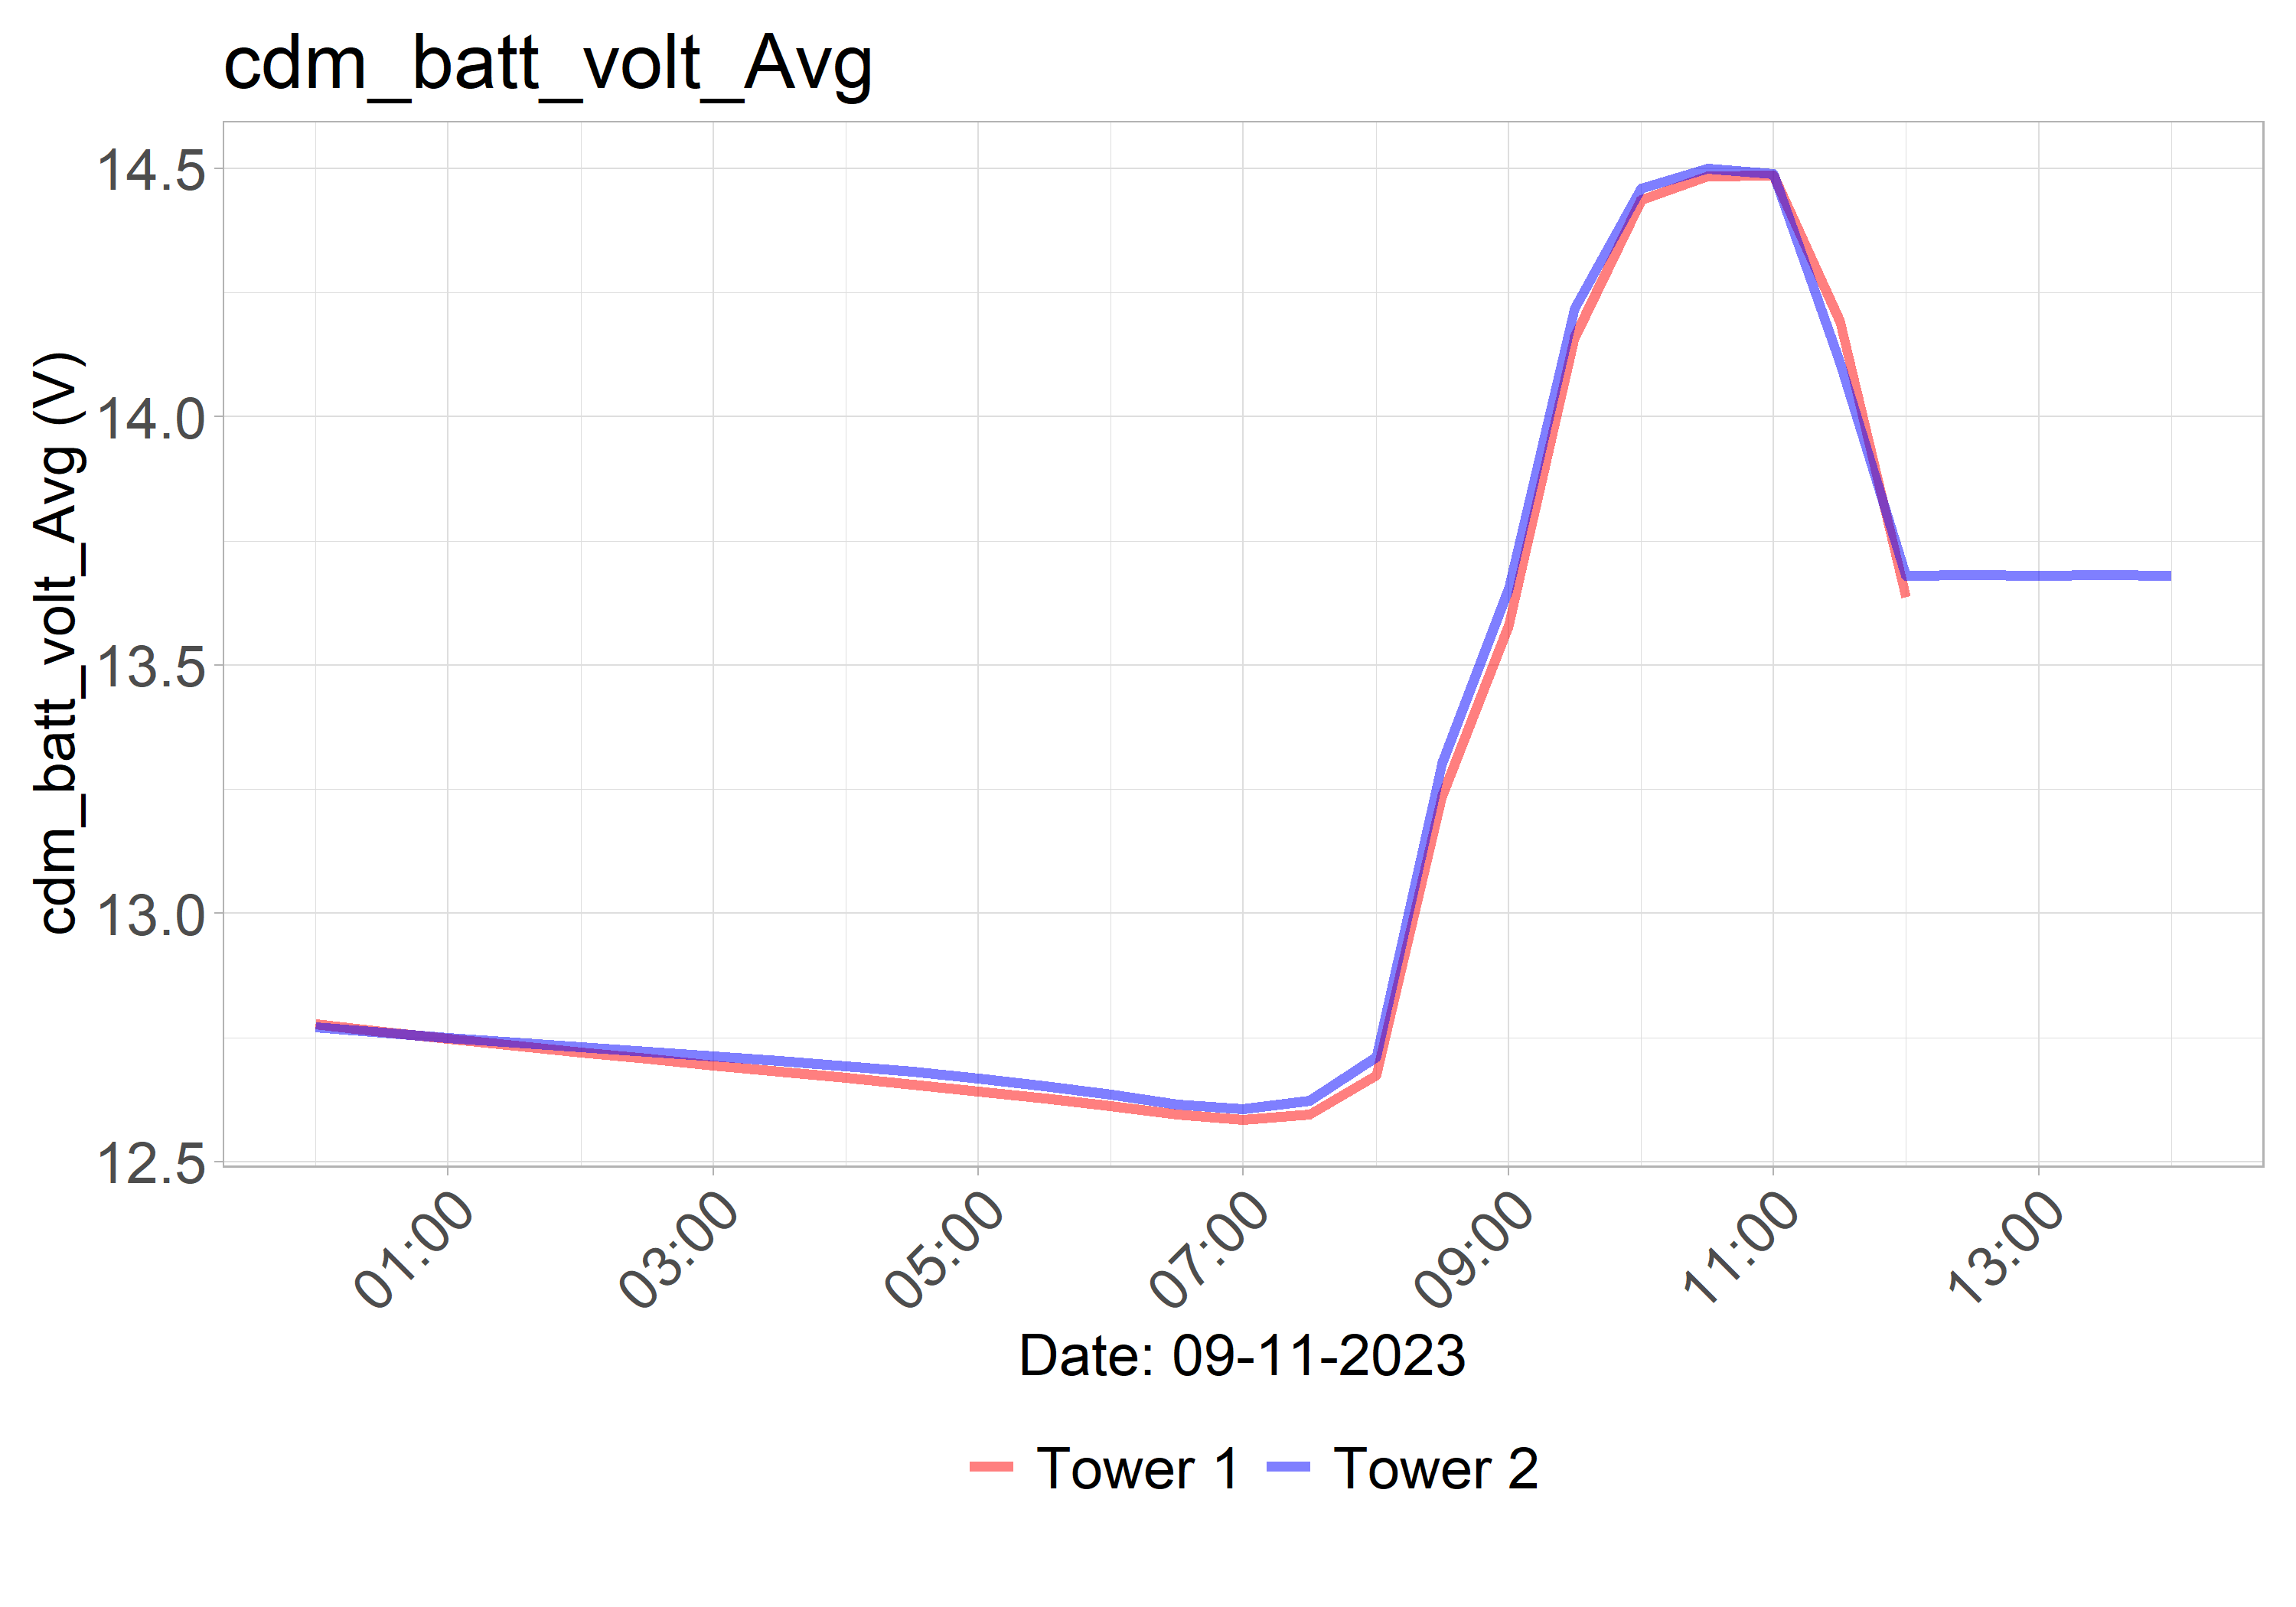 cdm_batt_volt_Avg
cdm_batt_volt_Avg (V)
14.5
14.0
13.5
13.0
12.5
01:00 03:00 05:00 07:00 09:00 11:00 13:00
Date: 09-11-2023
Tower 1 Tower 2